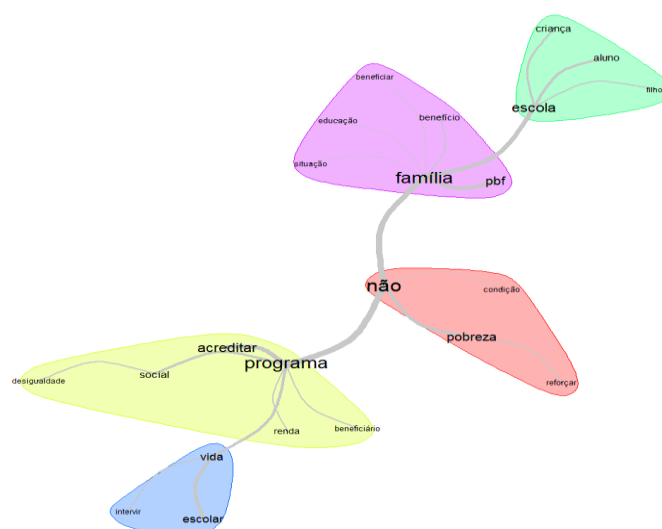 criança
aluno
filho
escola
beneficiar
benefício
educação
situação
família
pbf
não
condição
pobreza
reforçar
acreditar
programa
social
desigualdade
renda
beneficiário
vida
intervir
escolar